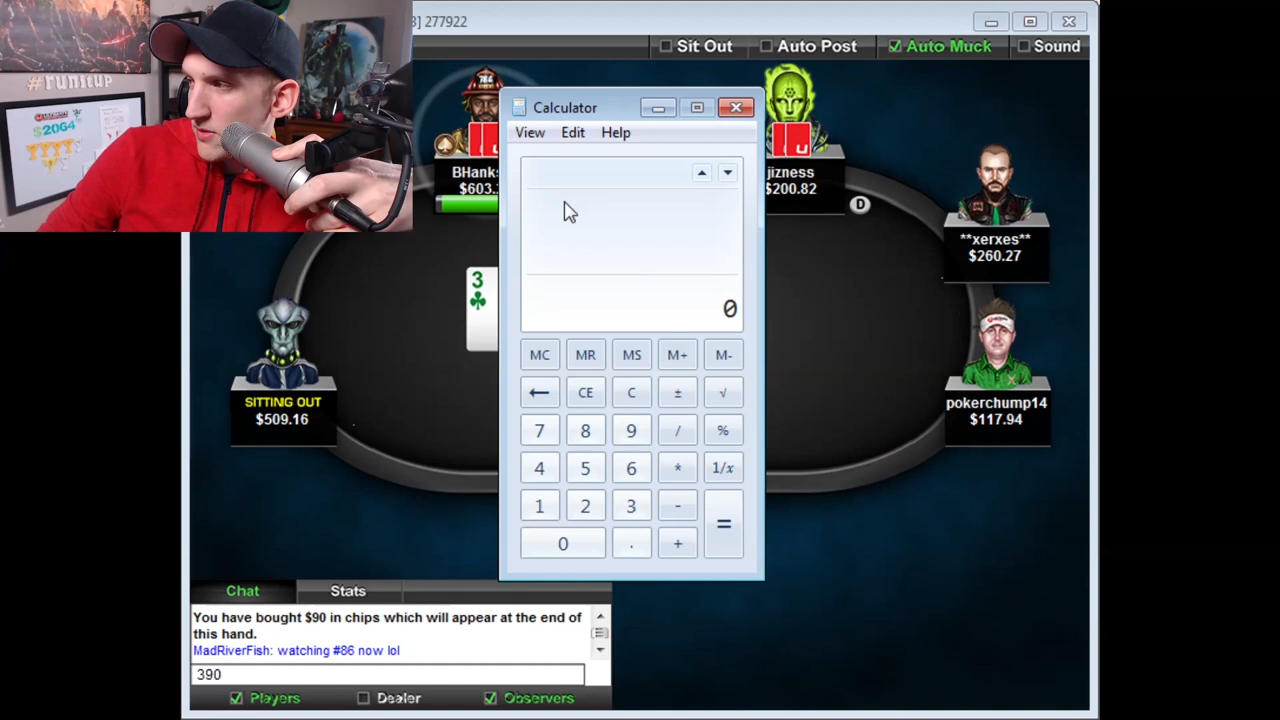 3] 277922
Sit Out
Auto Post
Auto Muck
Sound
#runitup
$2064
BHanks
$603.
Calculator
View Edit Help
0
MC MR MS M+ M-
← CE C ± √
7 8 9 / %
4 5 6 * 1/x
1 2 3 - =
0 . +
jizness
$200.82
D
**xerxes**
$260.27
3
SITTING OUT
$509.16
pokerchump14
$117.94
Chat
Stats
You have bought $90 in chips which will appear at the end of
this hand.
MadRiverFish: watching #86 now lol
390
Players
Dealer
Observers